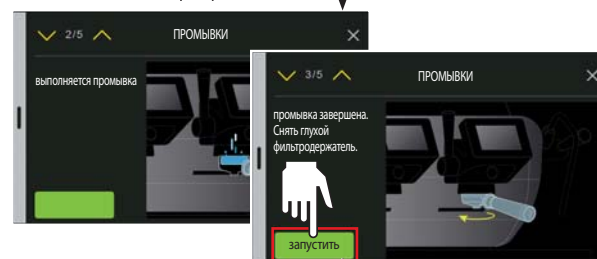 2/5 ПРОМЫВКИ
выполняется промывка
3/5 ПРОМЫВКИ
промывка завершена.
Снять глухой
фильтродержатель.
запустить